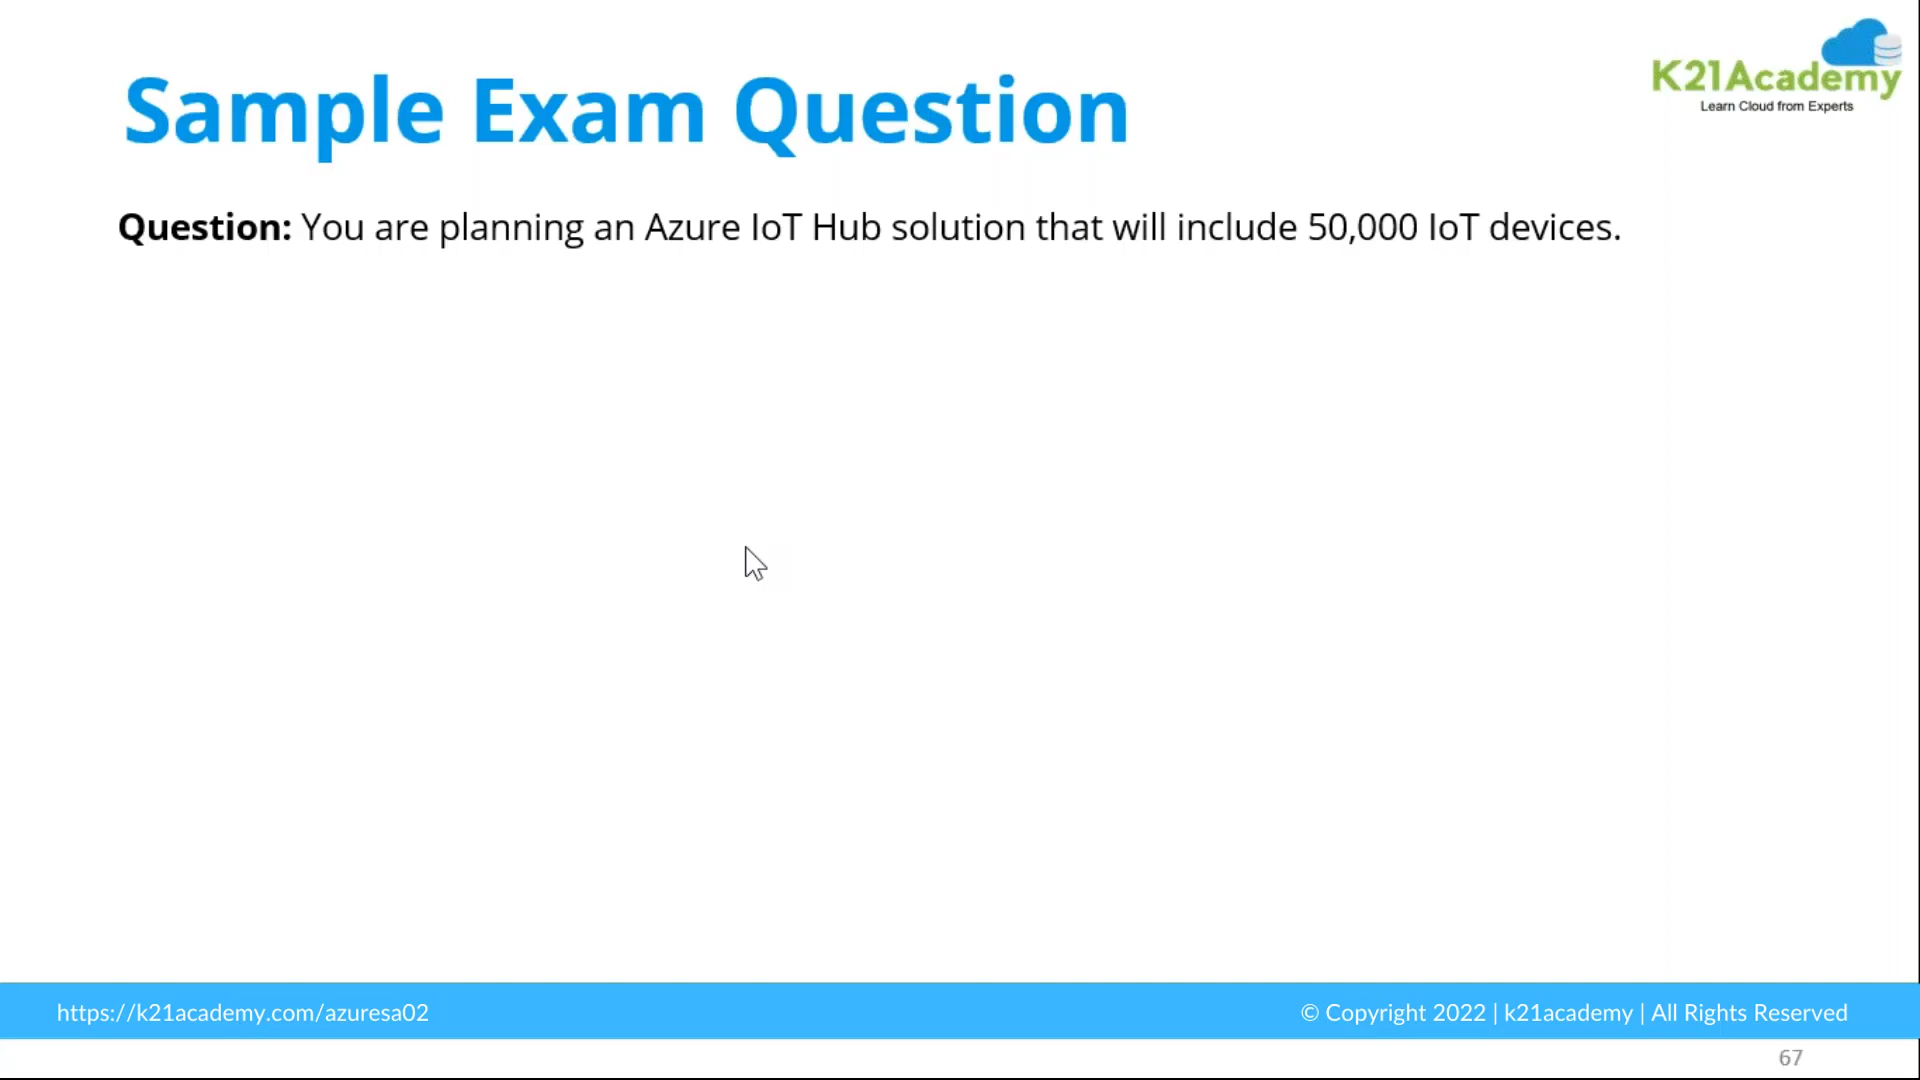 K21Academy
Learn Cloud from Experts
Sample Exam Question
Question: You are planning an Azure IoT Hub solution that will include 50,000 IoT devices.
https://k21academy.com/azuresa02
© Copyright 2022 | k21academy | All Rights Reserved
67